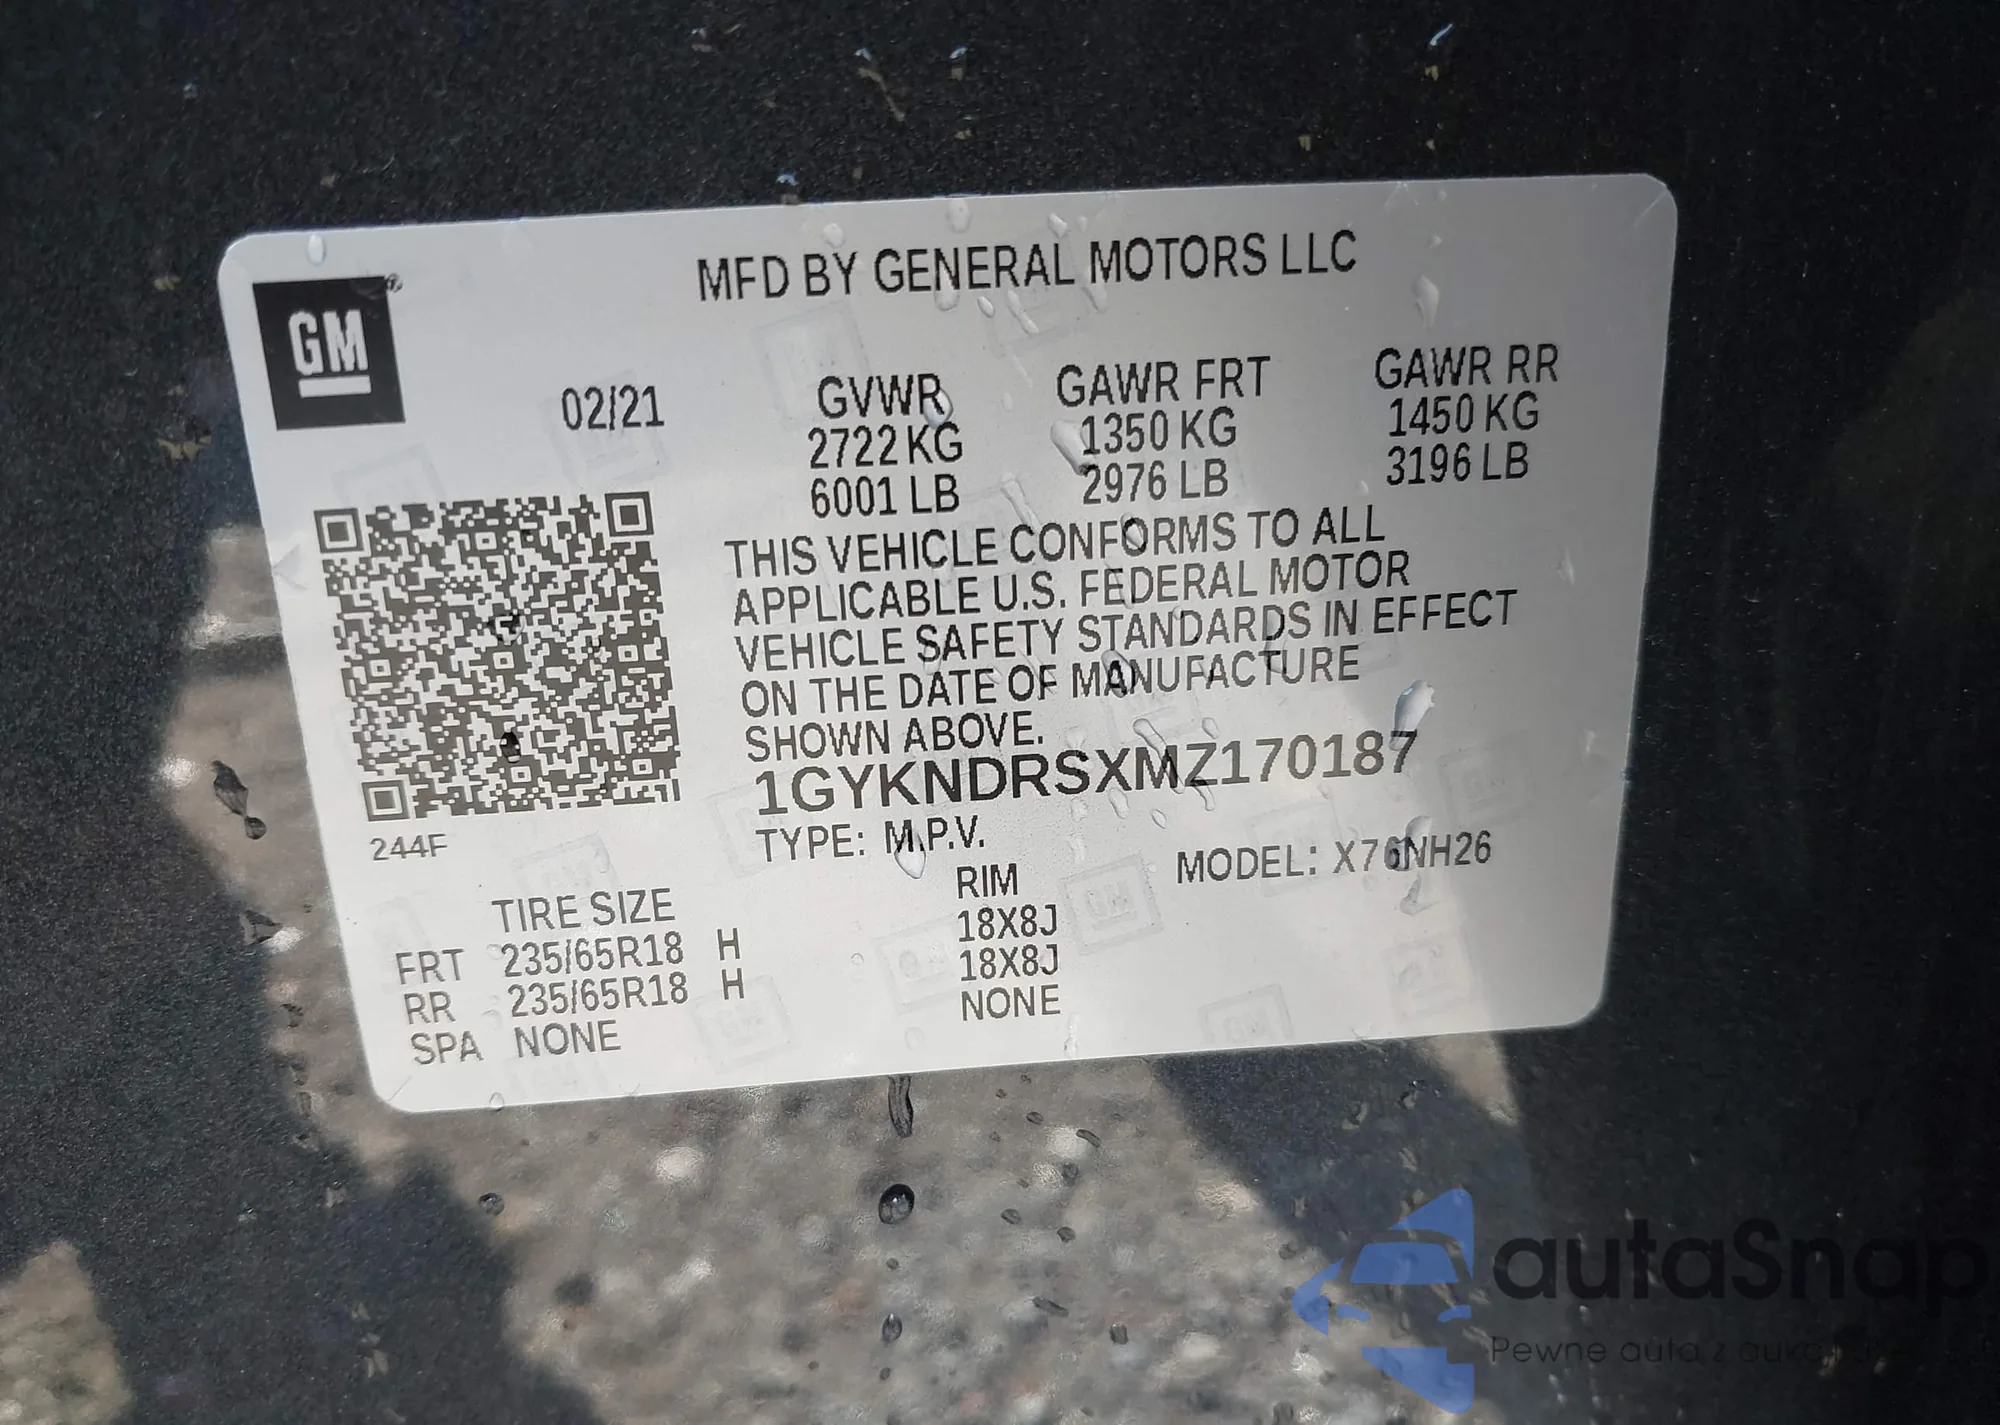 MFD BY GENERAL MOTORS LLC
GM
02/21
GVWR
2722 KG
6001 LB
GAWR FRT
1350 KG
2976 LB
GAWR RR
1450 KG
3196 LB
THIS VEHICLE CONFORMS TO ALL
APPLICABLE U.S. FEDERAL MOTOR
VEHICLE SAFETY STANDARDS IN EFFECT
ON THE DATE OF MANUFACTURE
SHOWN ABOVE.
1GYKNDRSXMZ170187
244F
TYPE: M.P.V.
MODEL: X76NH26
TIRE SIZE RIM
FRT 235/65R18 H 18X8J
RR 235/65R18 H 18X8J
SPA NONE NONE
autaSnap
Pewne auta z